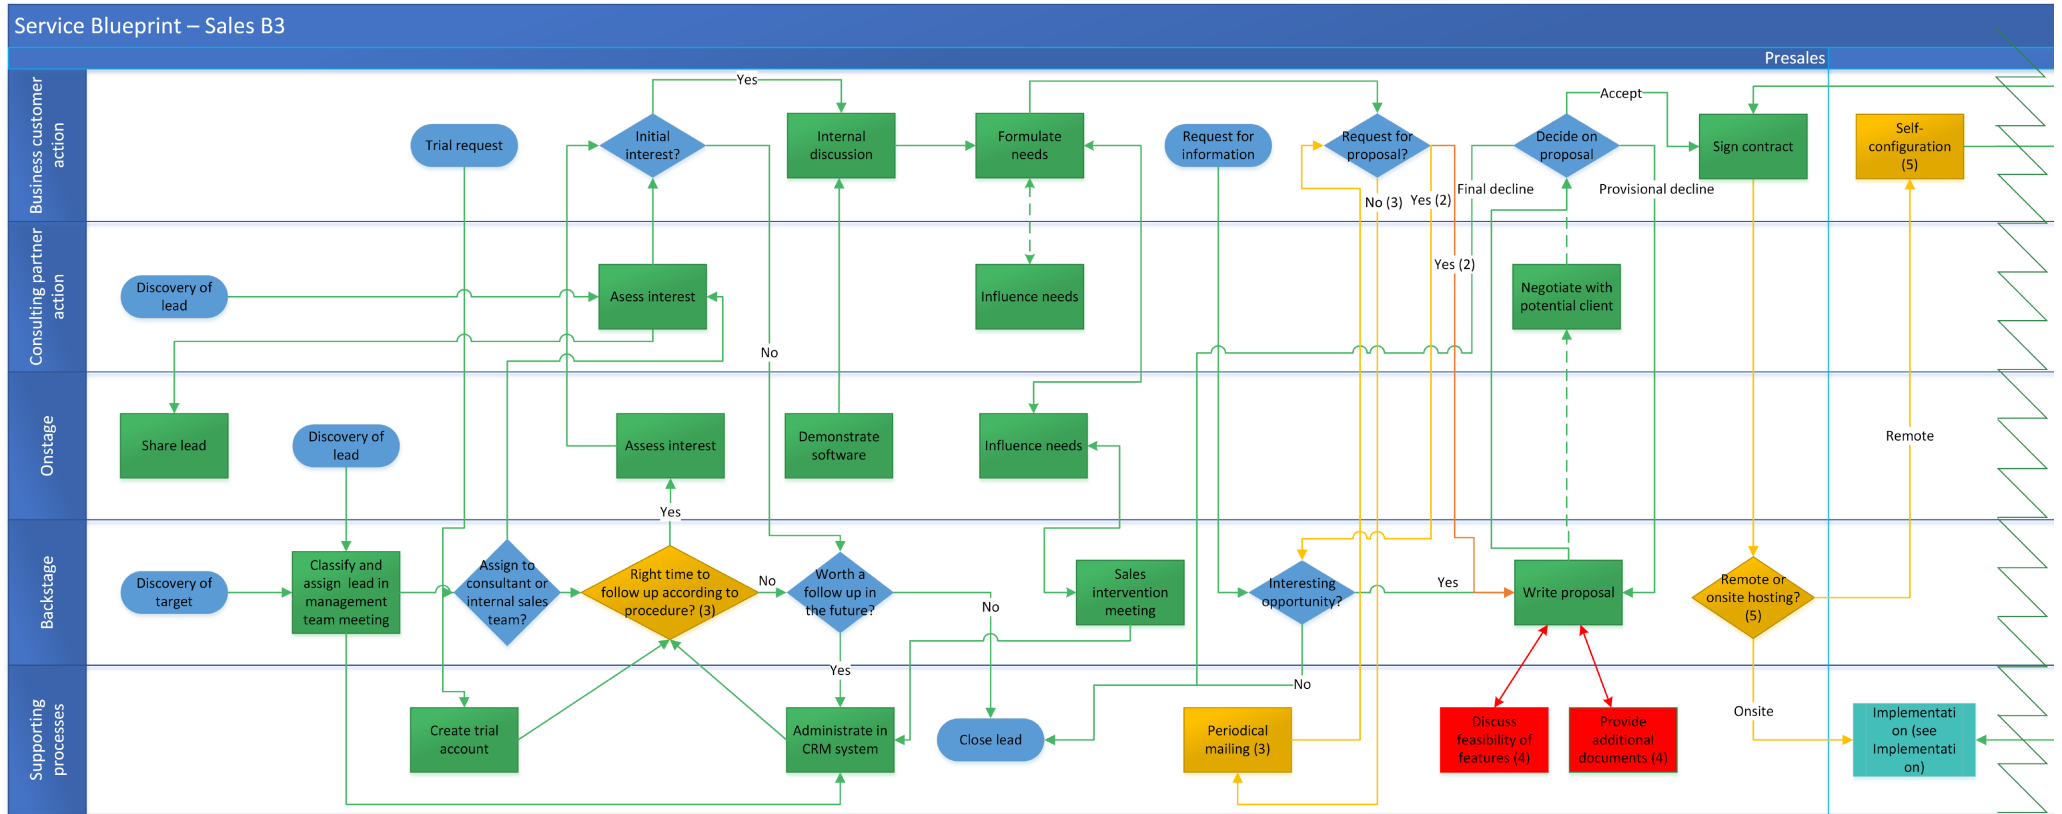 Service Blueprint – Sales B3
Presales
Business customer
action
Trial request
Initial
interest?
Yes
Internal
discussion
Formulate
needs
Request for
information
Request for
proposal?
No (3)
Yes (2)
Yes (2)
Decide on
proposal
Accept
Final decline
Provisional decline
Sign contract
Self-
configuration
(5)
Consulting partner
action
Discovery of
lead
Asess interest
No
Influence needs
Negotiate with
potential client
Onstage
Share lead
Discovery of
lead
Assess interest
Yes
Demonstrate
software
Influence needs
Remote
Backstage
Discovery of
target
Classify and
assign lead in
management
team meeting
Assign to
consultant or
internal sales
team?
Right time to
follow up according to
procedure? (3)
No
Worth a
follow up in
the future?
No
Yes
Sales
intervention
meeting
Interesting
opportunity?
Yes
No
Write proposal
Remote or
onsite hosting?
(5)
Onsite
Supporting
processes
Create trial
account
Administrate in
CRM system
Close lead
Periodical
mailing (3)
Discuss
feasibility of
features (4)
Provide
additional
documents (4)
Implementati
on (see
Implementati
on)